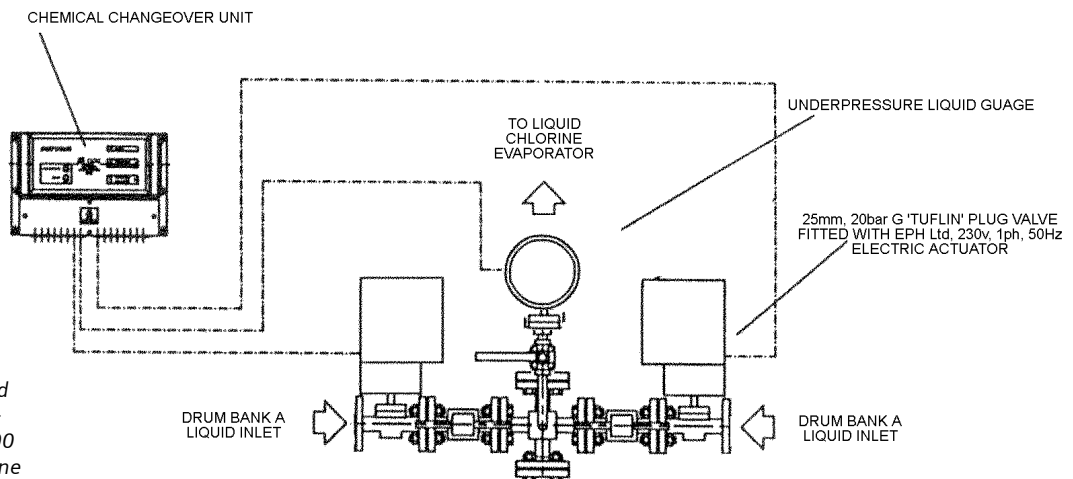 CHEMICAL CHANGEOVER UNIT
UNDERPRESSURE LIQUID GUAGE
TO LIQUID
CHLORINE
EVAPORATOR
25mm, 20bar G 'TUFLIN' PLUG VALVE
FITTED WITH EPH Ltd, 230v, 1ph, 50Hz
ELECTRIC ACTUATOR
DRUM BANK A
LIQUID INLET
DRUM BANK A
LIQUID INLET